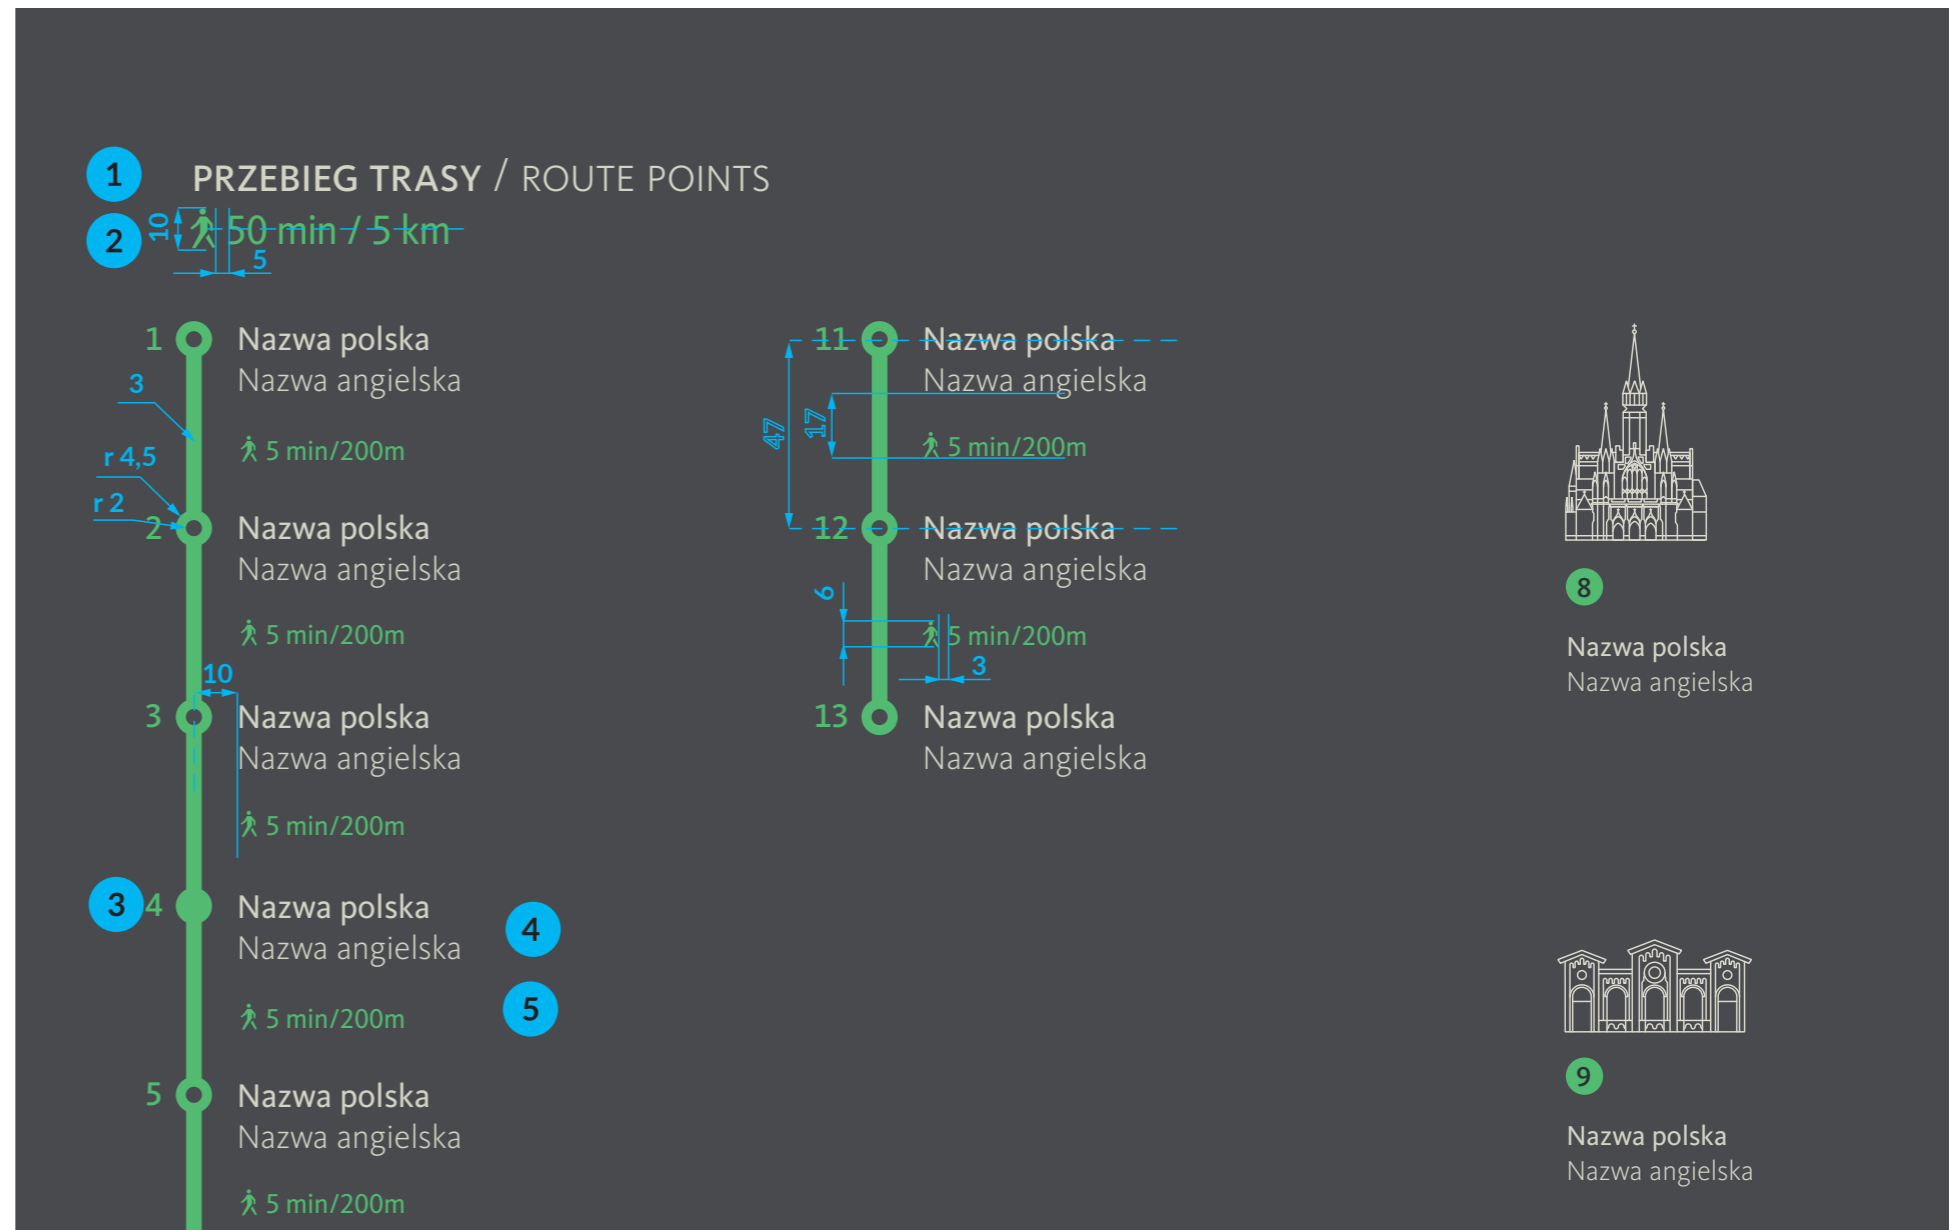 1 PRZEBIEG TRASY / ROUTE POINTS
2 10 50 min / 5 km
5
1 Nazwa polska
Nazwa angielska
3
5 min/200m
r 4,5
r 2
2 Nazwa polska
Nazwa angielska
5 min/200m
10
3 Nazwa polska
Nazwa angielska
5 min/200m
3 4 Nazwa polska
Nazwa angielska
4
5 min/200m
5
5 Nazwa polska
Nazwa angielska
5 min/200m
11 Nazwa polska
Nazwa angielska
47
17
5 min/200m
12 Nazwa polska
Nazwa angielska
6
5 min/200m
3
13 Nazwa polska
Nazwa angielska
8
Nazwa polska
Nazwa angielska
9
Nazwa polska
Nazwa angielska